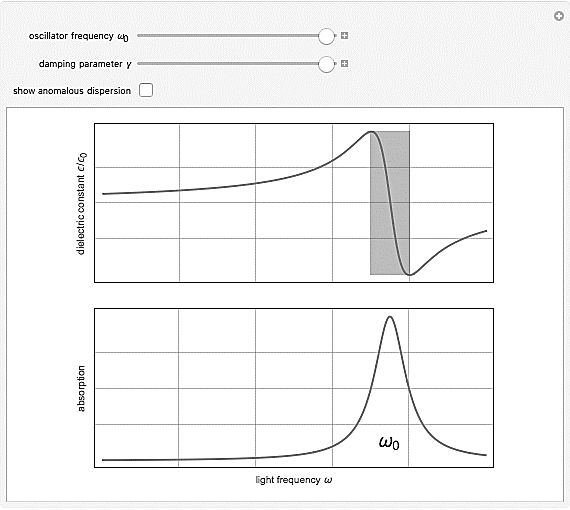 oscillator frequency ω₀
damping parameter γ
show anomalous dispersion
dielectric constant ϵ/ϵ₀
absorption
ω₀
light frequency ω